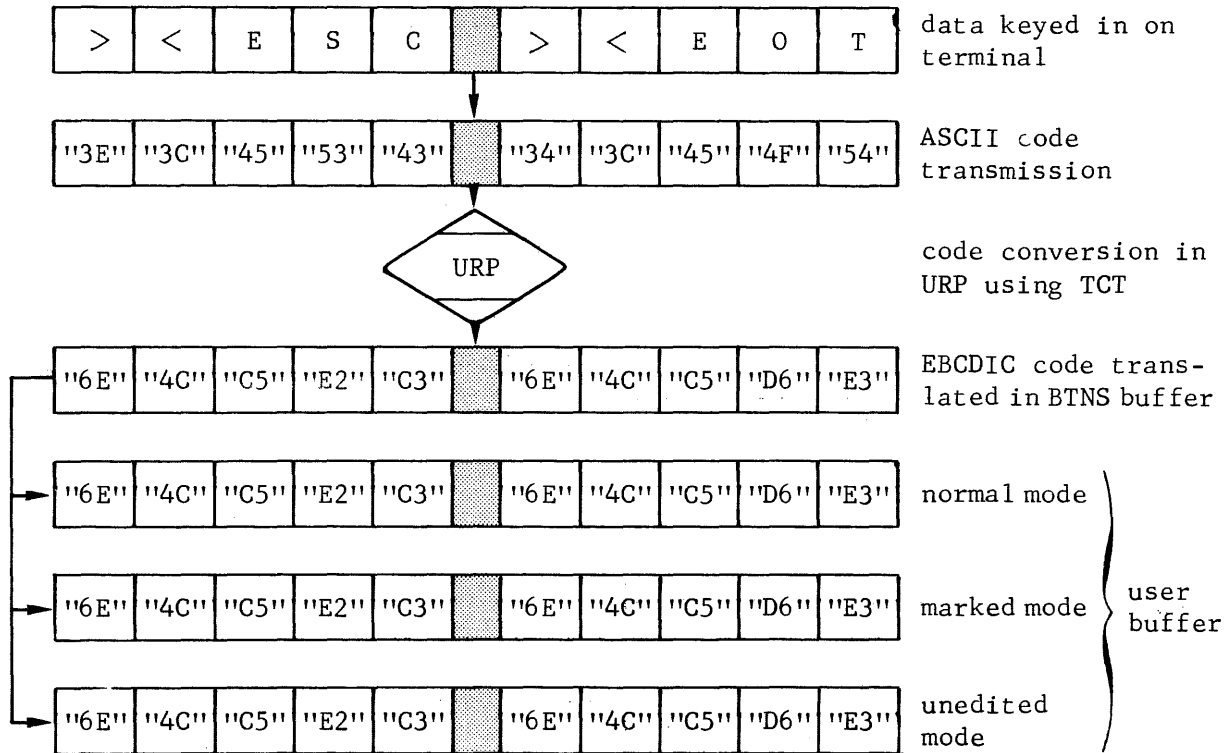 > < E S C > < E O T
data keyed in on
terminal
"3E" "3C" "45" "53" "43" "34" "3C" "45" "4F" "54"
ASCII code
transmission
URP
code conversion in
URP using TCT
"6E" "4C" "C5" "E2" "C3" "6E" "4C" "C5" "D6" "E3"
EBCDIC code trans-
lated in BTNS buffer
"6E" "4C" "C5" "E2" "C3" "6E" "4C" "C5" "D6" "E3"
normal mode
"6E" "4C" "C5" "E2" "C3" "6E" "4C" "C5" "D6" "E3"
marked mode
user
buffer
"6E" "4C" "C5" "E2" "C3" "6E" "4C" "C5" "D6" "E3"
unedited
mode